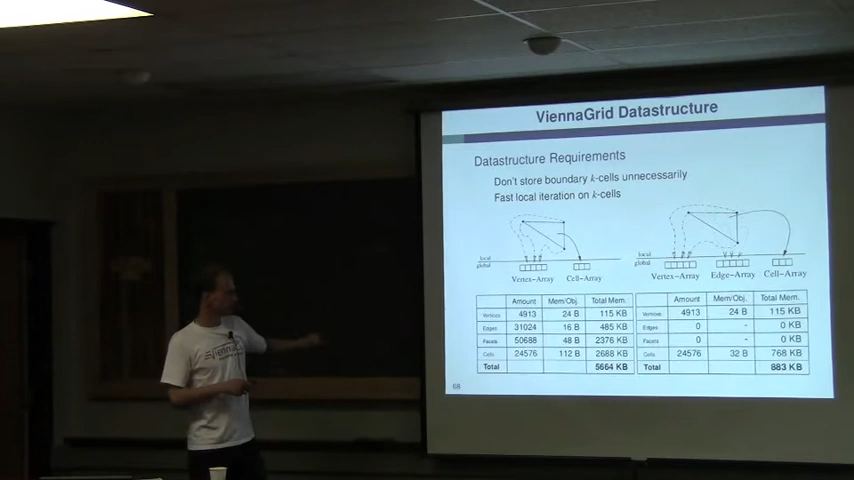 ViennaGrid Datastructure
Datastructure Requirements
Don't store boundary k-cells unnecessarily
Fast local iteration on k-cells
local
global
Vertex-Array Cell-Array
local
global
Vertex-Array Edge-Array Cell-Array
Amount Mem/Obj. Total Mem.
Vertices 4913 24 B 115 KB
Edges 31024 16 B 485 KB
Facets 50688 48 B 2376 KB
Cells 24576 112 B 2688 KB
Total 5664 KB
Amount Mem/Obj. Total Mem.
Vertices 4913 24 B 115 KB
Edges 0 - 0 KB
Facets 0 - 0 KB
Cells 24576 32 B 768 KB
Total 883 KB
68